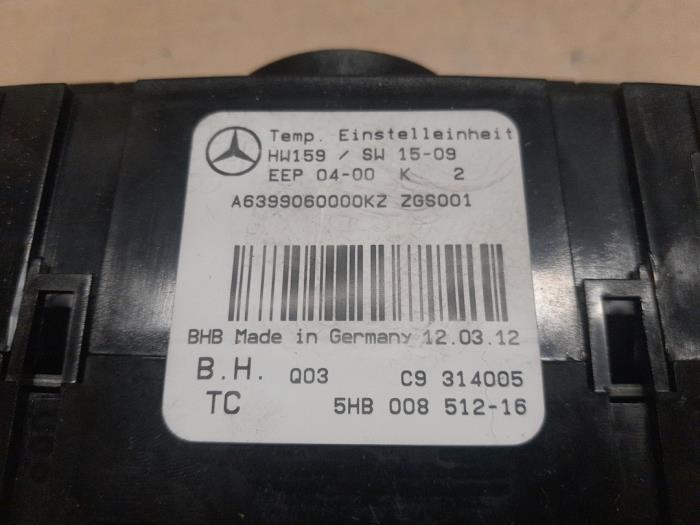 Temp. Einstelleinheit
HW159 / SW 15-09
EEP 04-00 K 2
A6399060000KZ ZGS001
BHB Made in Germany 12.03.12
B.H. Q03 C9 314005
TC 5HB 008 512-16